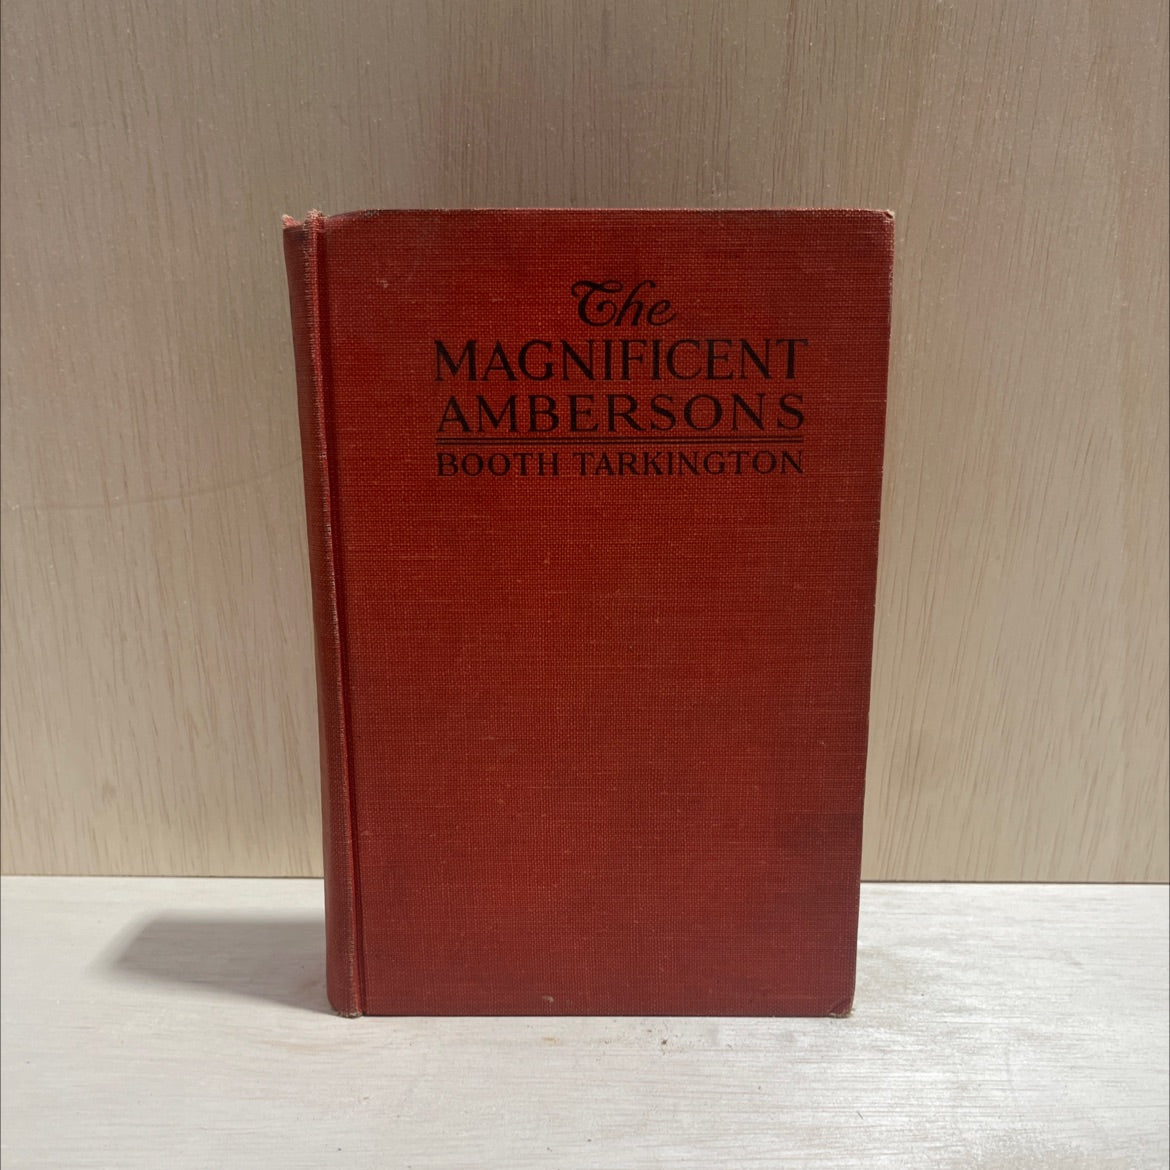 The
MAGNIFICENT
AMBERSONS
BOOTH TARKINGTON